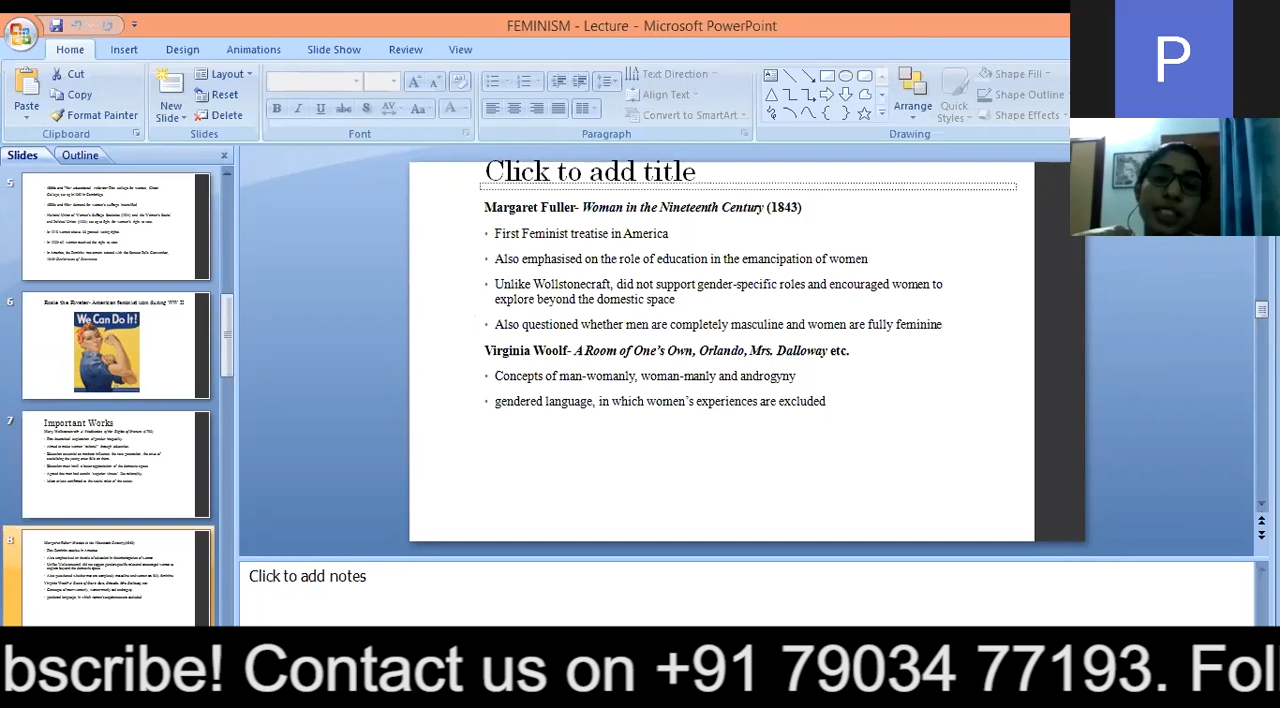 FEMINISM - Lecture - Microsoft PowerPoint
P
Home Insert Design Animations Slide Show Review View
Paste
Cut
Copy
Format Painter
Clipboard
New Slide
Layout
Reset
Delete
Slides
Font
Text Direction
Align Text
Convert to SmartArt
Paragraph
Arrange
Quick Styles
Shape Fill
Shape Outline
Shape Effects
Drawing
Slides Outline
5
6
Rosie the Riveter- American feminist icon during WW II
We Can Do It!
7
Important Works
8
Click to add title
Margaret Fuller- Woman in the Nineteenth Century (1843)
First Feminist treatise in America
Also emphasised on the role of education in the emancipation of women
Unlike Wollstonecraft, did not support gender-specific roles and encouraged women to
explore beyond the domestic space
Also questioned whether men are completely masculine and women are fully feminine
Virginia Woolf- A Room of One's Own, Orlando, Mrs. Dalloway etc.
Concepts of man-womanly, woman-manly and androgyny
gendered language, in which women's experiences are excluded
Click to add notes
bscribe! Contact us on +91 79034 77193. Fol